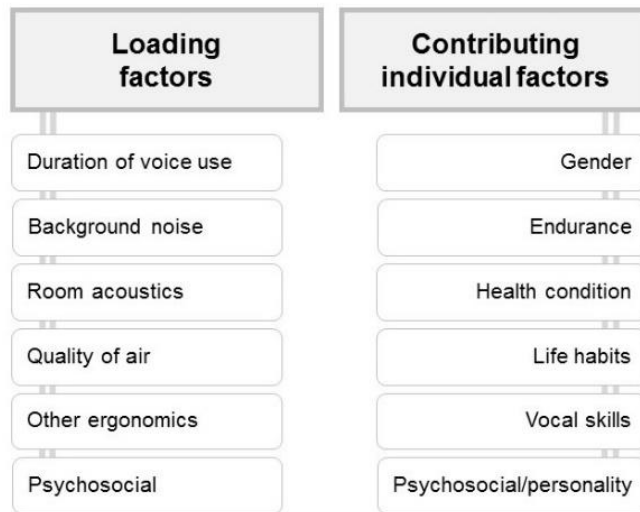 Loading
factors
Duration of voice use
Background noise
Room acoustics
Quality of air
Other ergonomics
Psychosocial
Contributing
individual factors
Gender
Endurance
Health condition
Life habits
Vocal skills
Psychosocial/personality